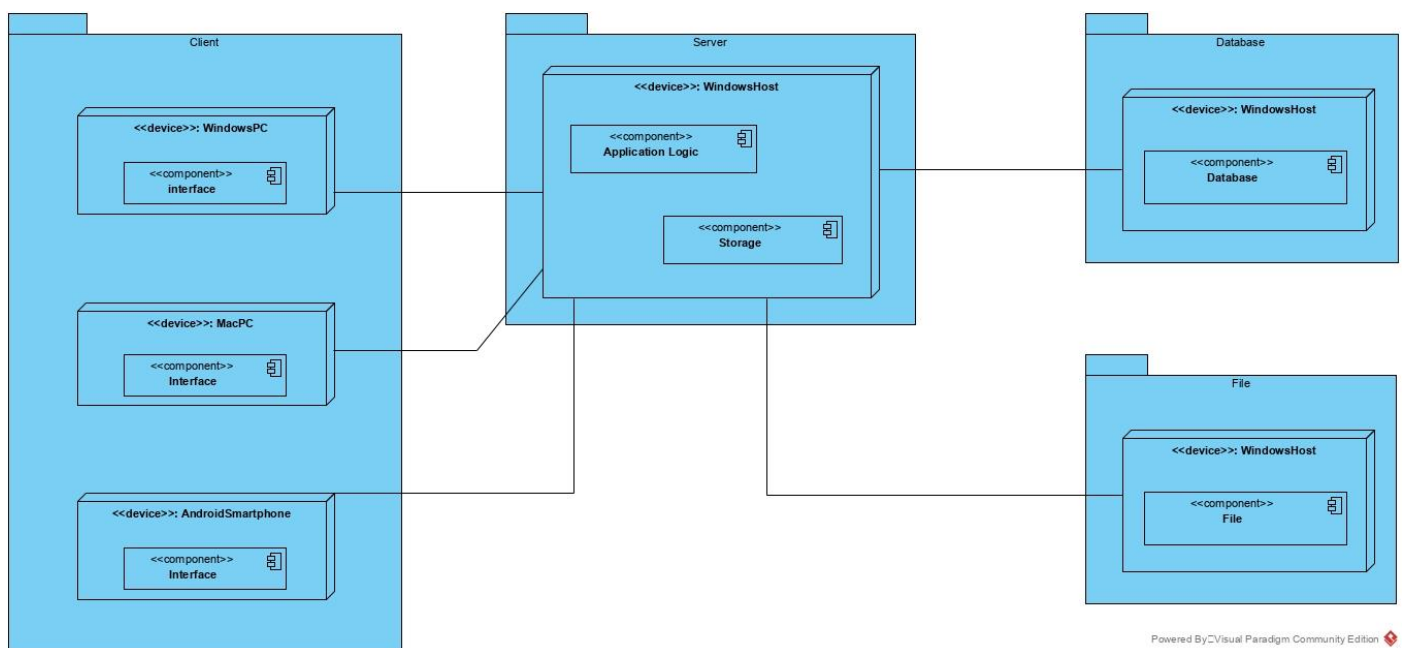 Client
<<device>>: WindowsPC
<<component>>
interface
<<device>>: MacPC
<<component>>
Interface
<<device>>: AndroidSmartphone
<<component>>
Interface
Server
<<device>>: WindowsHost
<<component>>
Application Logic
<<component>>
Storage
Database
<<device>>: WindowsHost
<<component>>
Database
File
<<device>>: WindowsHost
<<component>>
File
Powered By Visual Paradigm Community Edition